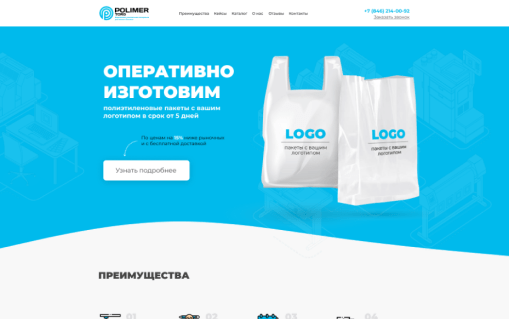 POLIMER
TORG
Преимущества Кейсы Каталог О нас Отзывы Контакты
+7 (846) 214-00-92
Заказать звонок
ОПЕРАТИВНО
ИЗГОТОВИМ
полиэтиленовые пакеты с вашим
логотипом в срок от 5 дней
По ценам на 15% ниже рыночных
и с бесплатной доставкой
Узнать подробнее
LOGO
пакеты с вашим
логотипом
LOGO
пакеты с вашим
логотипом
ПРЕИМУЩЕСТВА
01
02
03
04